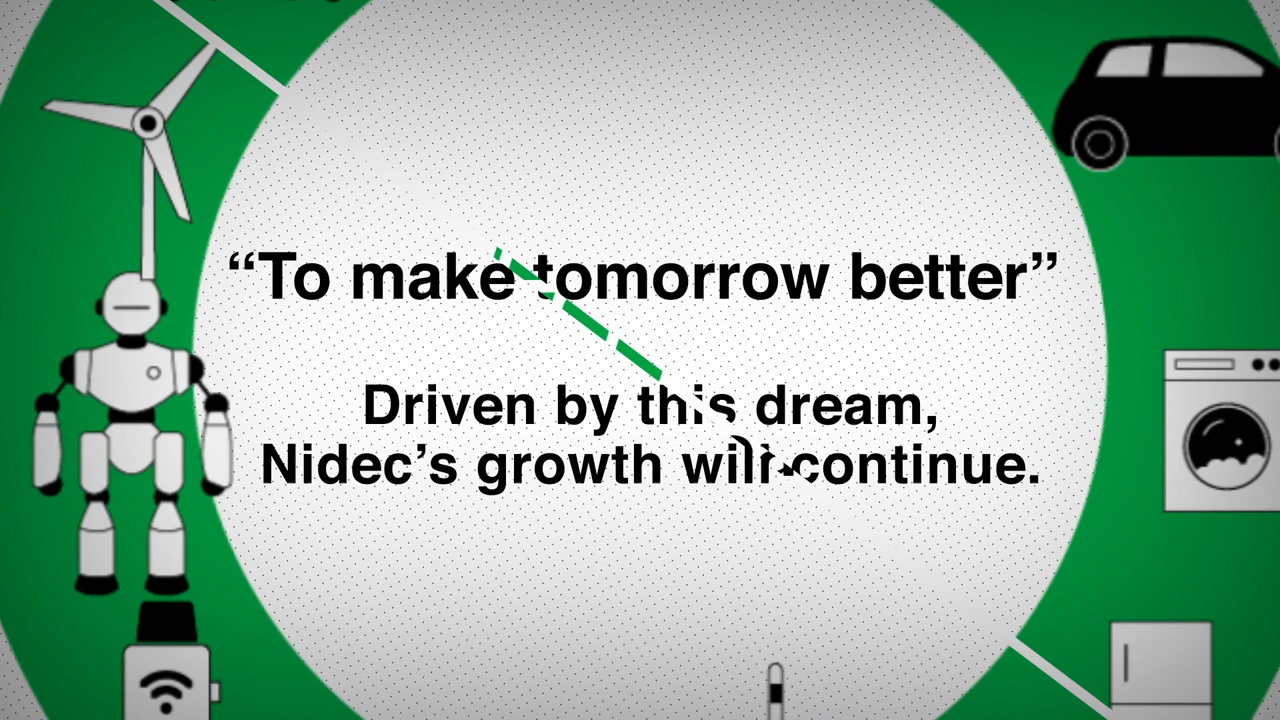 “To make tomorrow better”
Driven by this dream,
Nidec’s growth will continue.